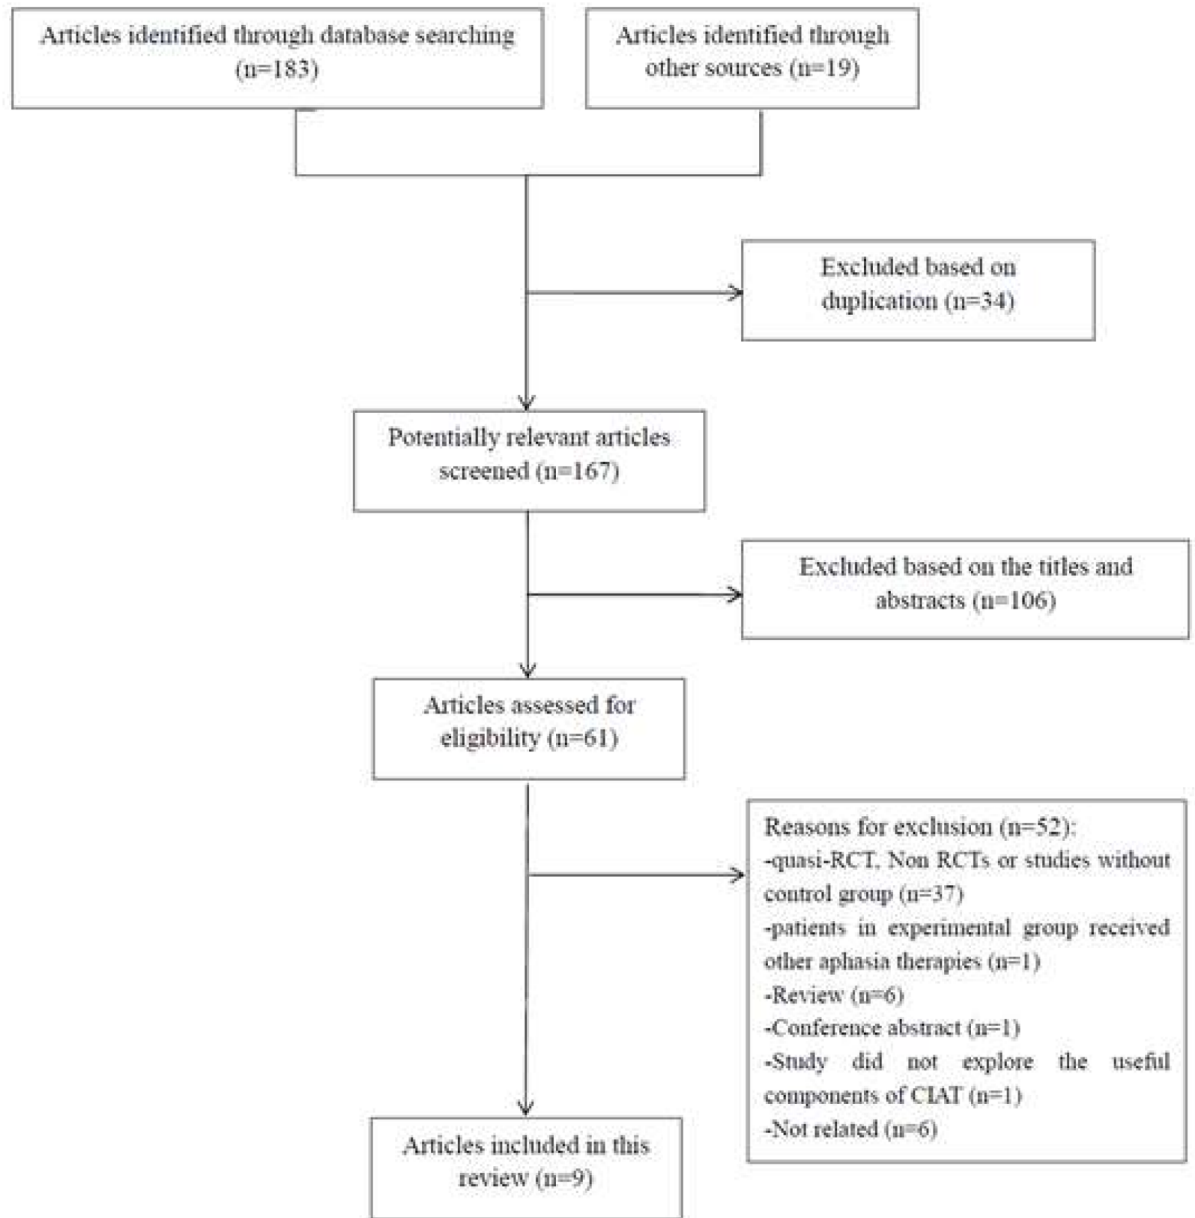 Articles identified through database searching
(n=183)
Articles identified through
other sources (n=19)
Excluded based on
duplication (n=34)
Potentially relevant articles
screened (n=167)
Excluded based on the titles and
abstracts (n=106)
Articles assessed for
eligibility (n=61)
Reasons for exclusion (n=52):
-quasi-RCT, Non RCTs or studies without
control group (n=37)
-patients in experimental group received
other aphasia therapies (n=1)
-Review (n=6)
-Conference abstract (n=1)
-Study did not explore the useful
components of CIAT (n=1)
-Not related (n=6)
Articles included in this
review (n=9)